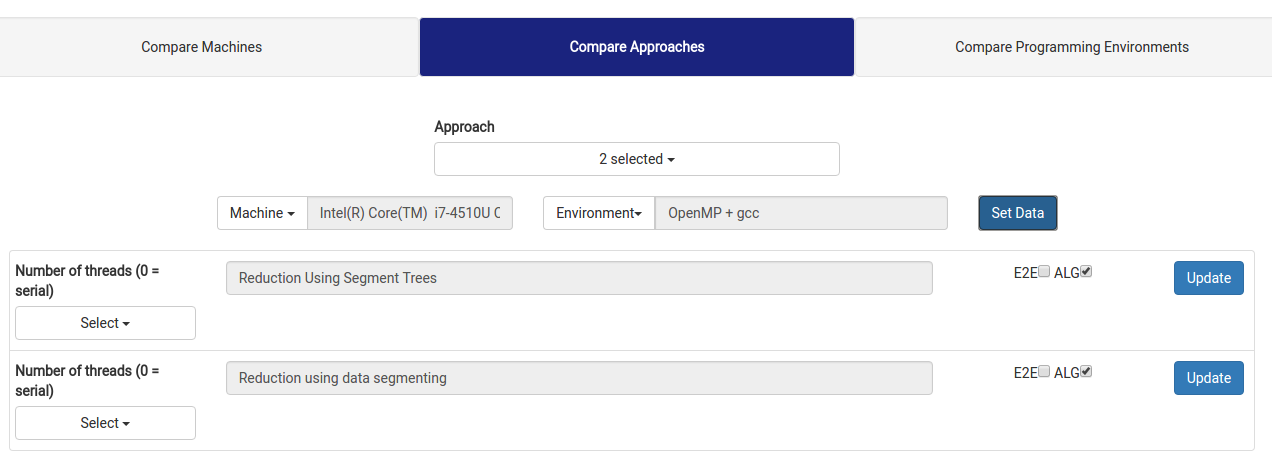 Compare Machines
Compare Approaches
Compare Programming Environments
Approach
2 selected
Machine
Intel(R) Core(TM) i7-4510U C
Environment
OpenMP + gcc
Set Data
Number of threads (0 =
serial)
Select
Reduction Using Segment Trees
E2E ALG
Update
Number of threads (0 =
serial)
Select
Reduction using data segmenting
E2E ALG
Update